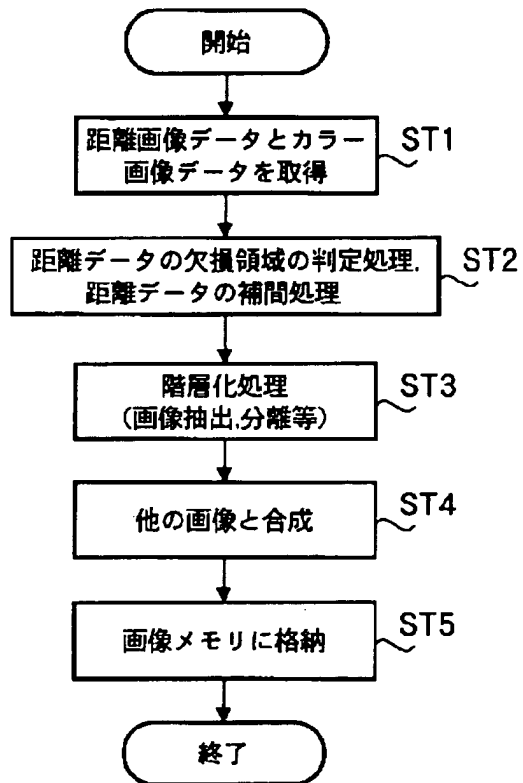 開始
距離画像データとカラー
画像データを取得
ST1
距離データの欠損領域の判定処理,
距離データの補間処理
ST2
階層化処理
(画像抽出,分離等)
ST3
他の画像と合成
ST4
画像メモリに格納
ST5
終了